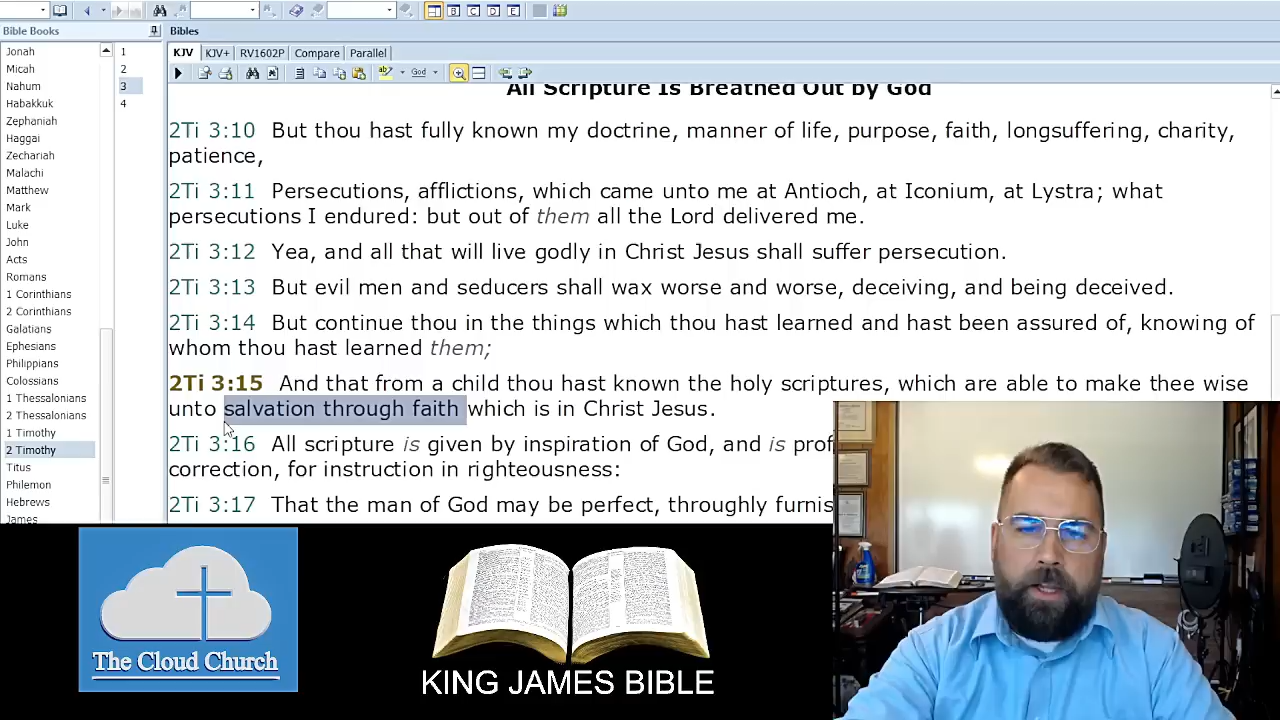 Bible Books
Bibles
KJV
KJV+
RV1602P
Compare
Parallel
B
C
D
E
God
Jonah
Micah
Nahum
Habakkuk
Zephaniah
Haggai
Zechariah
Malachi
Matthew
Mark
Luke
John
Acts
Romans
1 Corinthians
2 Corinthians
Galatians
Ephesians
Philippians
Colossians
1 Thessalonians
2 Thessalonians
1 Timothy
2 Timothy
Titus
Philemon
Hebrews
James
1
2
3
4
All Scripture Is Breathed Out by God
2Ti 3:10 But thou hast fully known my doctrine, manner of life, purpose, faith, longsuffering, charity,
patience,
2Ti 3:11 Persecutions, afflictions, which came unto me at Antioch, at Iconium, at Lystra; what
persecutions I endured: but out of them all the Lord delivered me.
2Ti 3:12 Yea, and all that will live godly in Christ Jesus shall suffer persecution.
2Ti 3:13 But evil men and seducers shall wax worse and worse, deceiving, and being deceived.
2Ti 3:14 But continue thou in the things which thou hast learned and hast been assured of, knowing of
whom thou hast learned them;
2Ti 3:15 And that from a child thou hast known the holy scriptures, which are able to make thee wise
unto salvation through faith which is in Christ Jesus.
2Ti 3:16 All scripture is given by inspiration of God, and is prof
correction, for instruction in righteousness:
2Ti 3:17 That the man of God may be perfect, throughly furnis
The Cloud Church
KING JAMES BIBLE